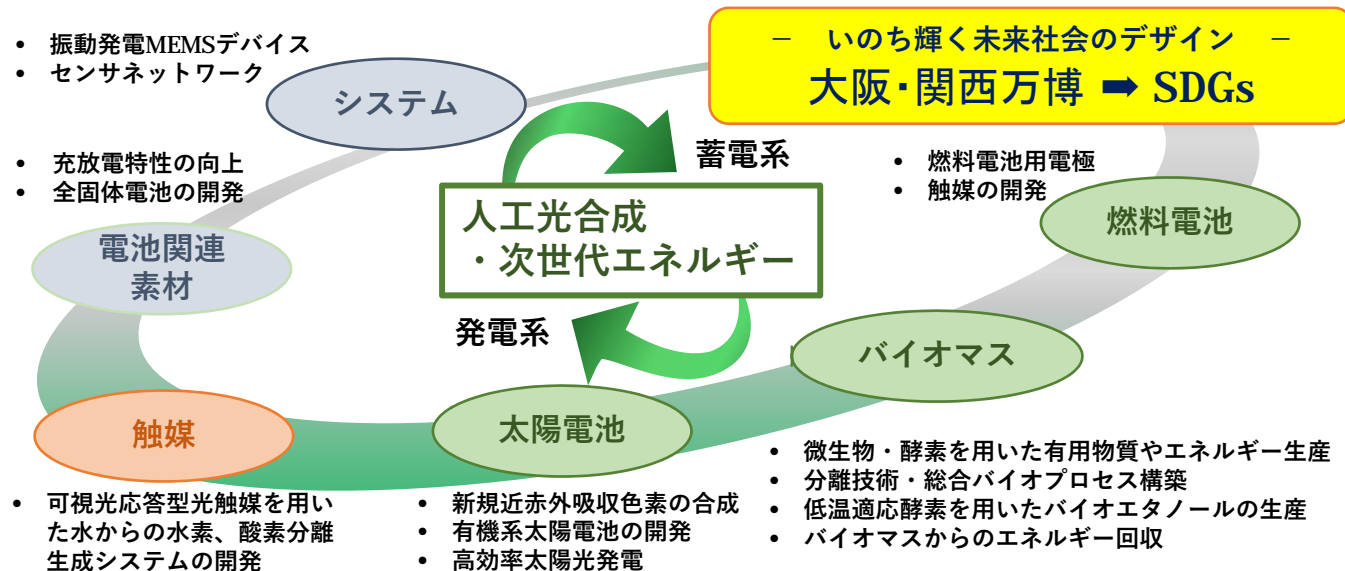 • 振動発電MEMSデバイス
• センサネットワーク
システム
－ いのち輝く未来社会のデザイン －
大阪・関西万博 ➡ SDGs
• 充放電特性の向上
• 全固体電池の開発
電池関連
素材
蓄電系
人工光合成
・次世代エネルギー
発電系
• 燃料電池用電極
• 触媒の開発
燃料電池
バイオマス
触媒
太陽電池
• 可視光応答型光触媒を用い
た水からの水素、酸素分離
生成システムの開発
• 新規近赤外吸収色素の合成
• 有機系太陽電池の開発
• 高効率太陽光発電
• 微生物・酵素を用いた有用物質やエネルギー生産
• 分離技術・総合バイオプロセス構築
• 低温適応酵素を用いたバイオエタノールの生産
• バイオマスからのエネルギー回収